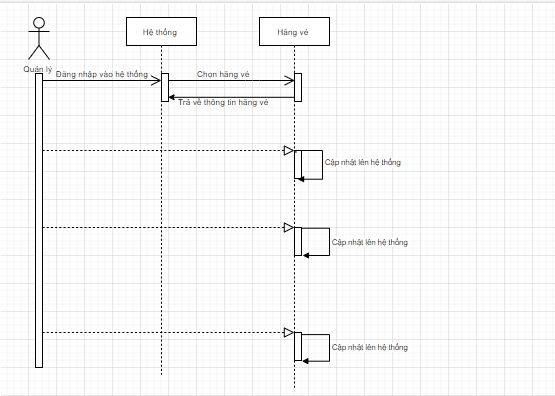 Hệ thống
Hãng vé
Quản lý
Đăng nhập vào hệ thống
Chọn hãng vé
Trả về thông tin hãng vé
Cập nhật lên hệ thống
Cập nhật lên hệ thống
Cập nhật lên hệ thống